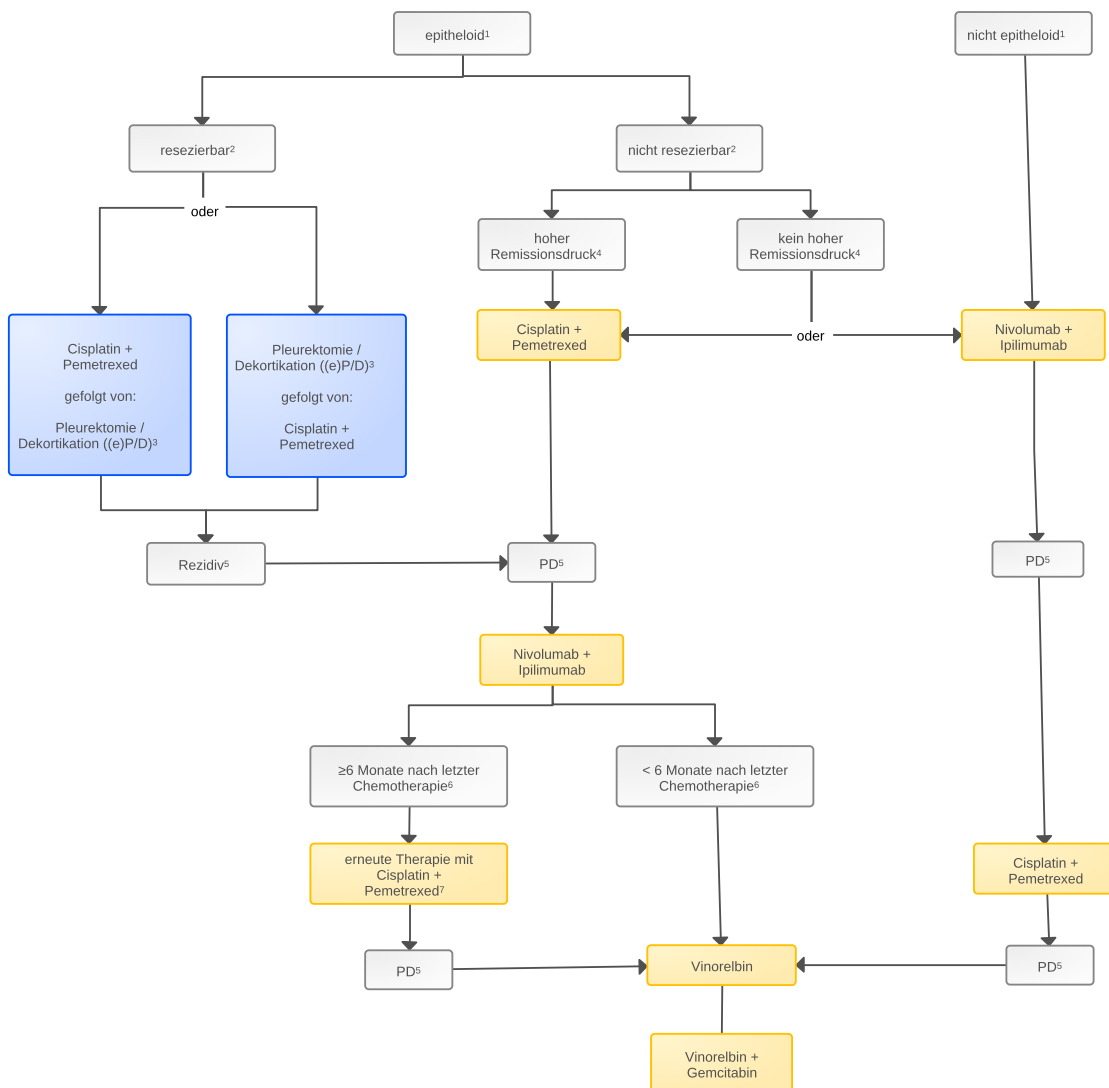 epitheloid¹
nicht epitheloid¹
resezierbar²
nicht resezierbar²
oder
hoher
Remissionsdruck⁴
kein hoher
Remissionsdruck⁴
Cisplatin +
Pemetrexed
gefolgt von:
Pleurektomie /
Dekortikation ((e)P/D)³
Pleurektomie /
Dekortikation ((e)P/D)³
gefolgt von:
Cisplatin +
Pemetrexed
Cisplatin +
Pemetrexed
oder
Nivolumab +
Ipilimumab
Rezidiv⁵
PD⁵
PD⁵
Nivolumab +
Ipilimumab
≥6 Monate nach letzter
Chemotherapie⁶
< 6 Monate nach letzter
Chemotherapie⁶
erneute Therapie mit
Cisplatin +
Pemetrexed⁷
Cisplatin +
Pemetrexed
PD⁵
Vinorelbin
PD⁵
Vinorelbin +
Gemcitabin